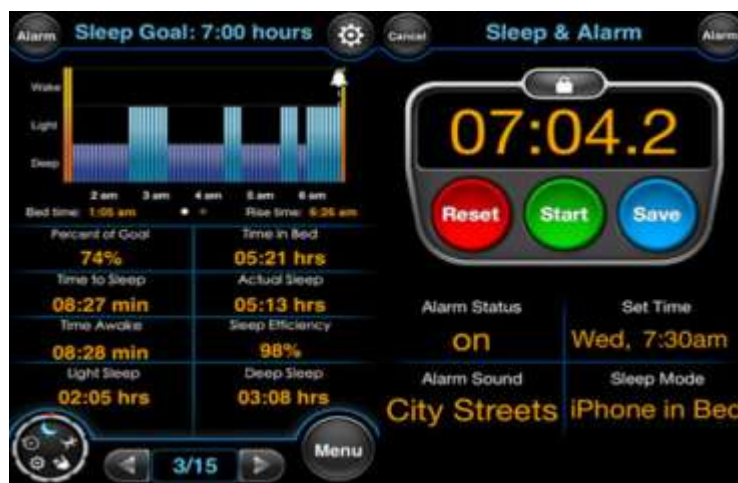 Alarm Sleep Goal: 7:00 hours
Wake
Light
Deep
2 am 3 am 4 am 5 am 6 am
Bed time: 1:05 am Rise time: 6:26 am
Percent of Goal Time in Bed
74% 05:21 hrs
Time to Sleep Actual Sleep
08:27 min 05:13 hrs
Time Awake Sleep Efficiency
08:28 min 98%
Light Sleep Deep Sleep
02:05 hrs 03:08 hrs
3/15 Menu
Cancel Sleep & Alarm Alarm
07:04.2
Reset Start Save
Alarm Status Set Time
on Wed, 7:30am
Alarm Sound Sleep Mode
City Streets iPhone in Bed